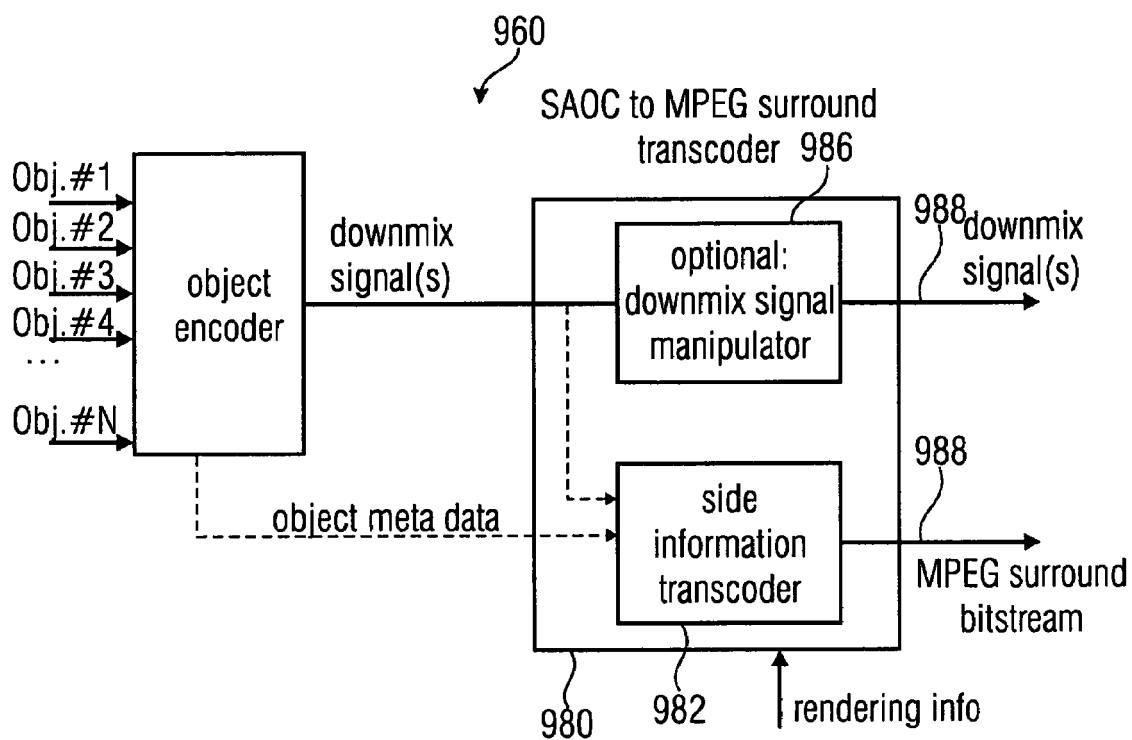 960
SAOC to MPEG surround
transcoder 986
Obj.#1
Obj.#2
Obj.#3
Obj.#4
...
Obj.#N
object
encoder
downmix
signal(s)
optional:
downmix signal
manipulator
988
downmix
signal(s)
object meta data
side
information
transcoder
988
MPEG surround
bitstream
980
982
rendering info